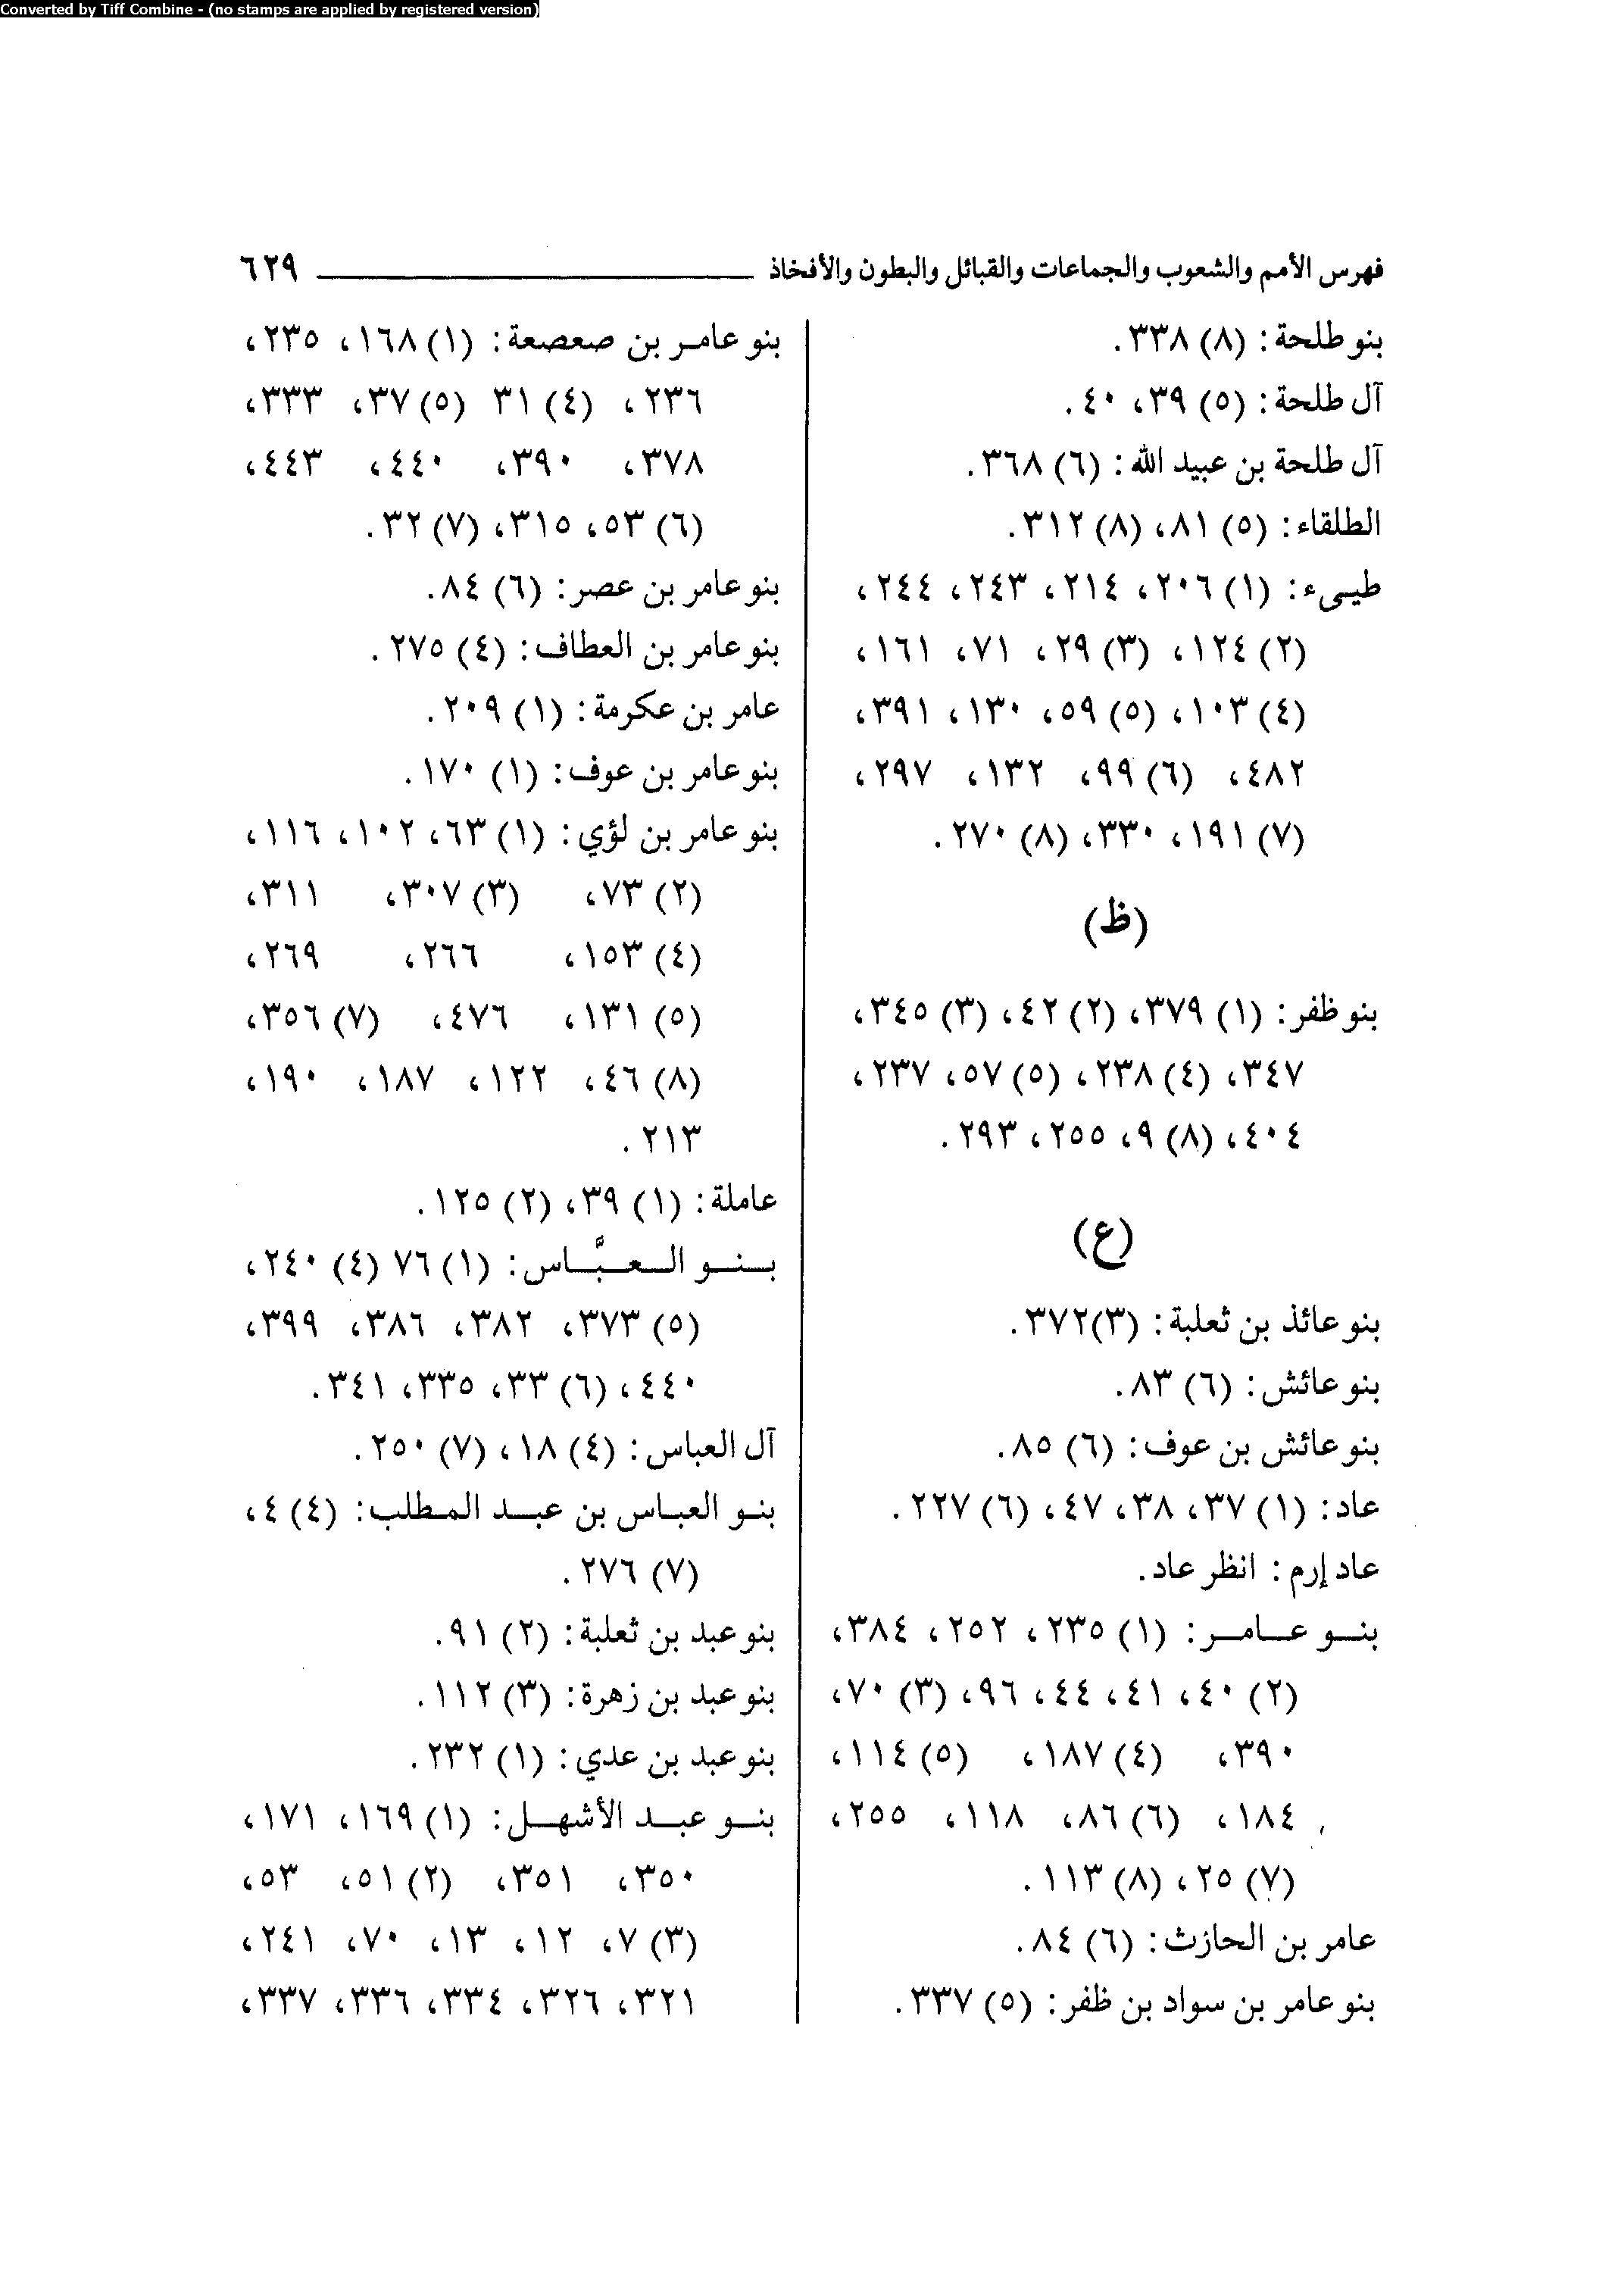 Converted by Tiff Combine - (no stamps are applied by registered version)
فهرس الأمم والشعوب والجماعات والقبائل والبطون والأفخاذ ٦٢٩
بنو طلحة: (٨) ٣٣٨.
آل طلحة: (٥) ٣٩، ٤٠.
آل طلحة بن عبيد الله: (٦) ٣٦٨.
الطلقاء: (٥) ٨١، (٨) ٣١٢.
طيىء: (١) ٢٠٦، ٢١٤، ٢٤٣، ٢٤٤،
(٢) ١٢٤، (٣) ٢٩، ٧١، ١٦١،
(٤) ١٠٣، (٥) ٥٩، ١٣٠، ٣٩١،
٤٨٢، (٦) ٩٩، ١٣٢، ٢٩٧،
(٧) ١٩١، ٣٣٠، (٨) ٢٧٠.
(ظ)
بنو ظفر: (١) ٣٧٩، (٢) ٤٢، (٣) ٣٤٥،
٣٤٧، (٤) ٢٣٨، (٥) ٥٧، ٢٣٧،
٤٠٤، (٨) ٩، ٢٥٥، ٢٩٣.
(ع)
بنو عائذ بن ثعلبة: (٣) ٣٧٢.
بنو عائش: (٦) ٨٣.
بنو عائش بن عوف: (٦) ٨٥.
عاد: (١) ٣٧، ٣٨، ٤٧، (٦) ٢٢٧.
عاد إرم: انظر عاد.
بنو عامر: (١) ٢٣٥، ٢٥٢، ٣٨٤،
(٢) ٤٠، ٤١، ٤٤، ٩٦، (٣) ٧٠،
٣٩٠، (٤) ١٨٧، (٥) ١١٤،
١٨٤، (٦) ٨٦، ١١٨، ٢٥٥،
(٧) ٢٥، (٨) ١١٣.
عامر بن الحازث: (٦) ٨٤.
بنو عامر بن سواد بن ظفر: (٥) ٣٣٧.
بنو عامر بن صعصعة: (١) ١٦٨، ٢٣٥،
٢٣٦، (٤) ٣١ (٥) ٣٧، ٣٣٣،
٣٧٨، ٣٩٠، ٤٤٠، ٤٤٣،
(٦) ٥٣، ٣١٥، (٧) ٣٢.
بنو عامر بن عصر: (٦) ٨٤.
بنو عامر بن العطاف: (٤) ٢٧٥.
عامر بن عكرمة: (١) ٢٠٩.
بنو عامر بن عوف: (١) ١٧٠.
بنو عامر بن لؤي: (١) ٦٣، ١٠٢، ١١٦،
(٢) ٧٣، (٣) ٣٠٧، ٣١١،
(٤) ١٥٣، ٢٦٦، ٢٦٩،
(٥) ١٣١، ٤٧٦، (٧) ٣٥٦،
(٨) ٤٦، ١٢٢، ١٨٧، ١٩٠،
٢١٣.
عاملة: (١) ٣٩، (٢) ١٢٥.
بنو العبَّاس: (١) ٧٦ (٤) ٢٤٠،
(٥) ٣٧٣، ٣٨٢، ٣٨٦، ٣٩٩،
٤٤٠، (٦) ٣٣، ٣٣٥، ٣٤١.
آل العباس: (٤) ١٨، (٧) ٢٥٠.
بنو العباس بن عبد المطلب: (٤) ٤،
(٧) ٢٧٦.
بنو عبد بن ثعلبة: (٢) ٩١.
بنو عبد بن زهرة: (٣) ١١٢.
بنو عبد بن عدي: (١) ٢٣٢.
بنو عبد الأشهل: (١) ١٦٩، ١٧١،
٣٥٠، ٣٥١، (٢) ٥١، ٥٣،
(٣) ٧، ١٢، ١٣، ٧٠، ٢٤١،
٣٢١، ٣٢٦، ٣٣٤، ٣٣٦، ٣٣٧،